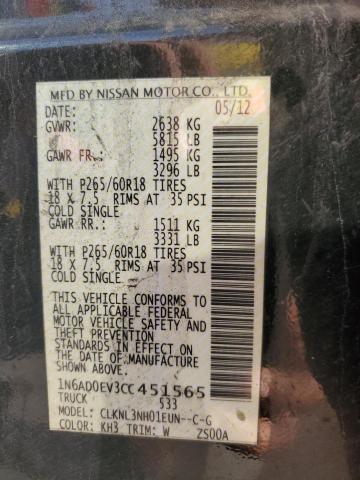 MFD BY NISSAN MOTOR CO., LTD.
DATE: 05/12
GVWR: 2638 KG
5815 LB
GAWR FR.: 1495 KG
3296 LB
WITH P265/60R18 TIRES
18 X 7.5 RIMS AT 35 PSI
COLD SINGLE
GAWR RR.: 1511 KG
3331 LB
WITH P265/60R18 TIRES
18 X 7.5 RIMS AT 35 PSI
COLD SINGLE
THIS VEHICLE CONFORMS TO
ALL APPLICABLE FEDERAL
MOTOR VEHICLE SAFETY AND
THEFT PREVENTION
STANDARDS IN EFFECT ON
THE DATE OF MANUFACTURE
SHOWN ABOVE.
1N6AD0EV3CC451565
TRUCK S33
MODEL: CLKNL3NH01EUN--C-G
COLOR: KH3 TRIM: W ZS00A